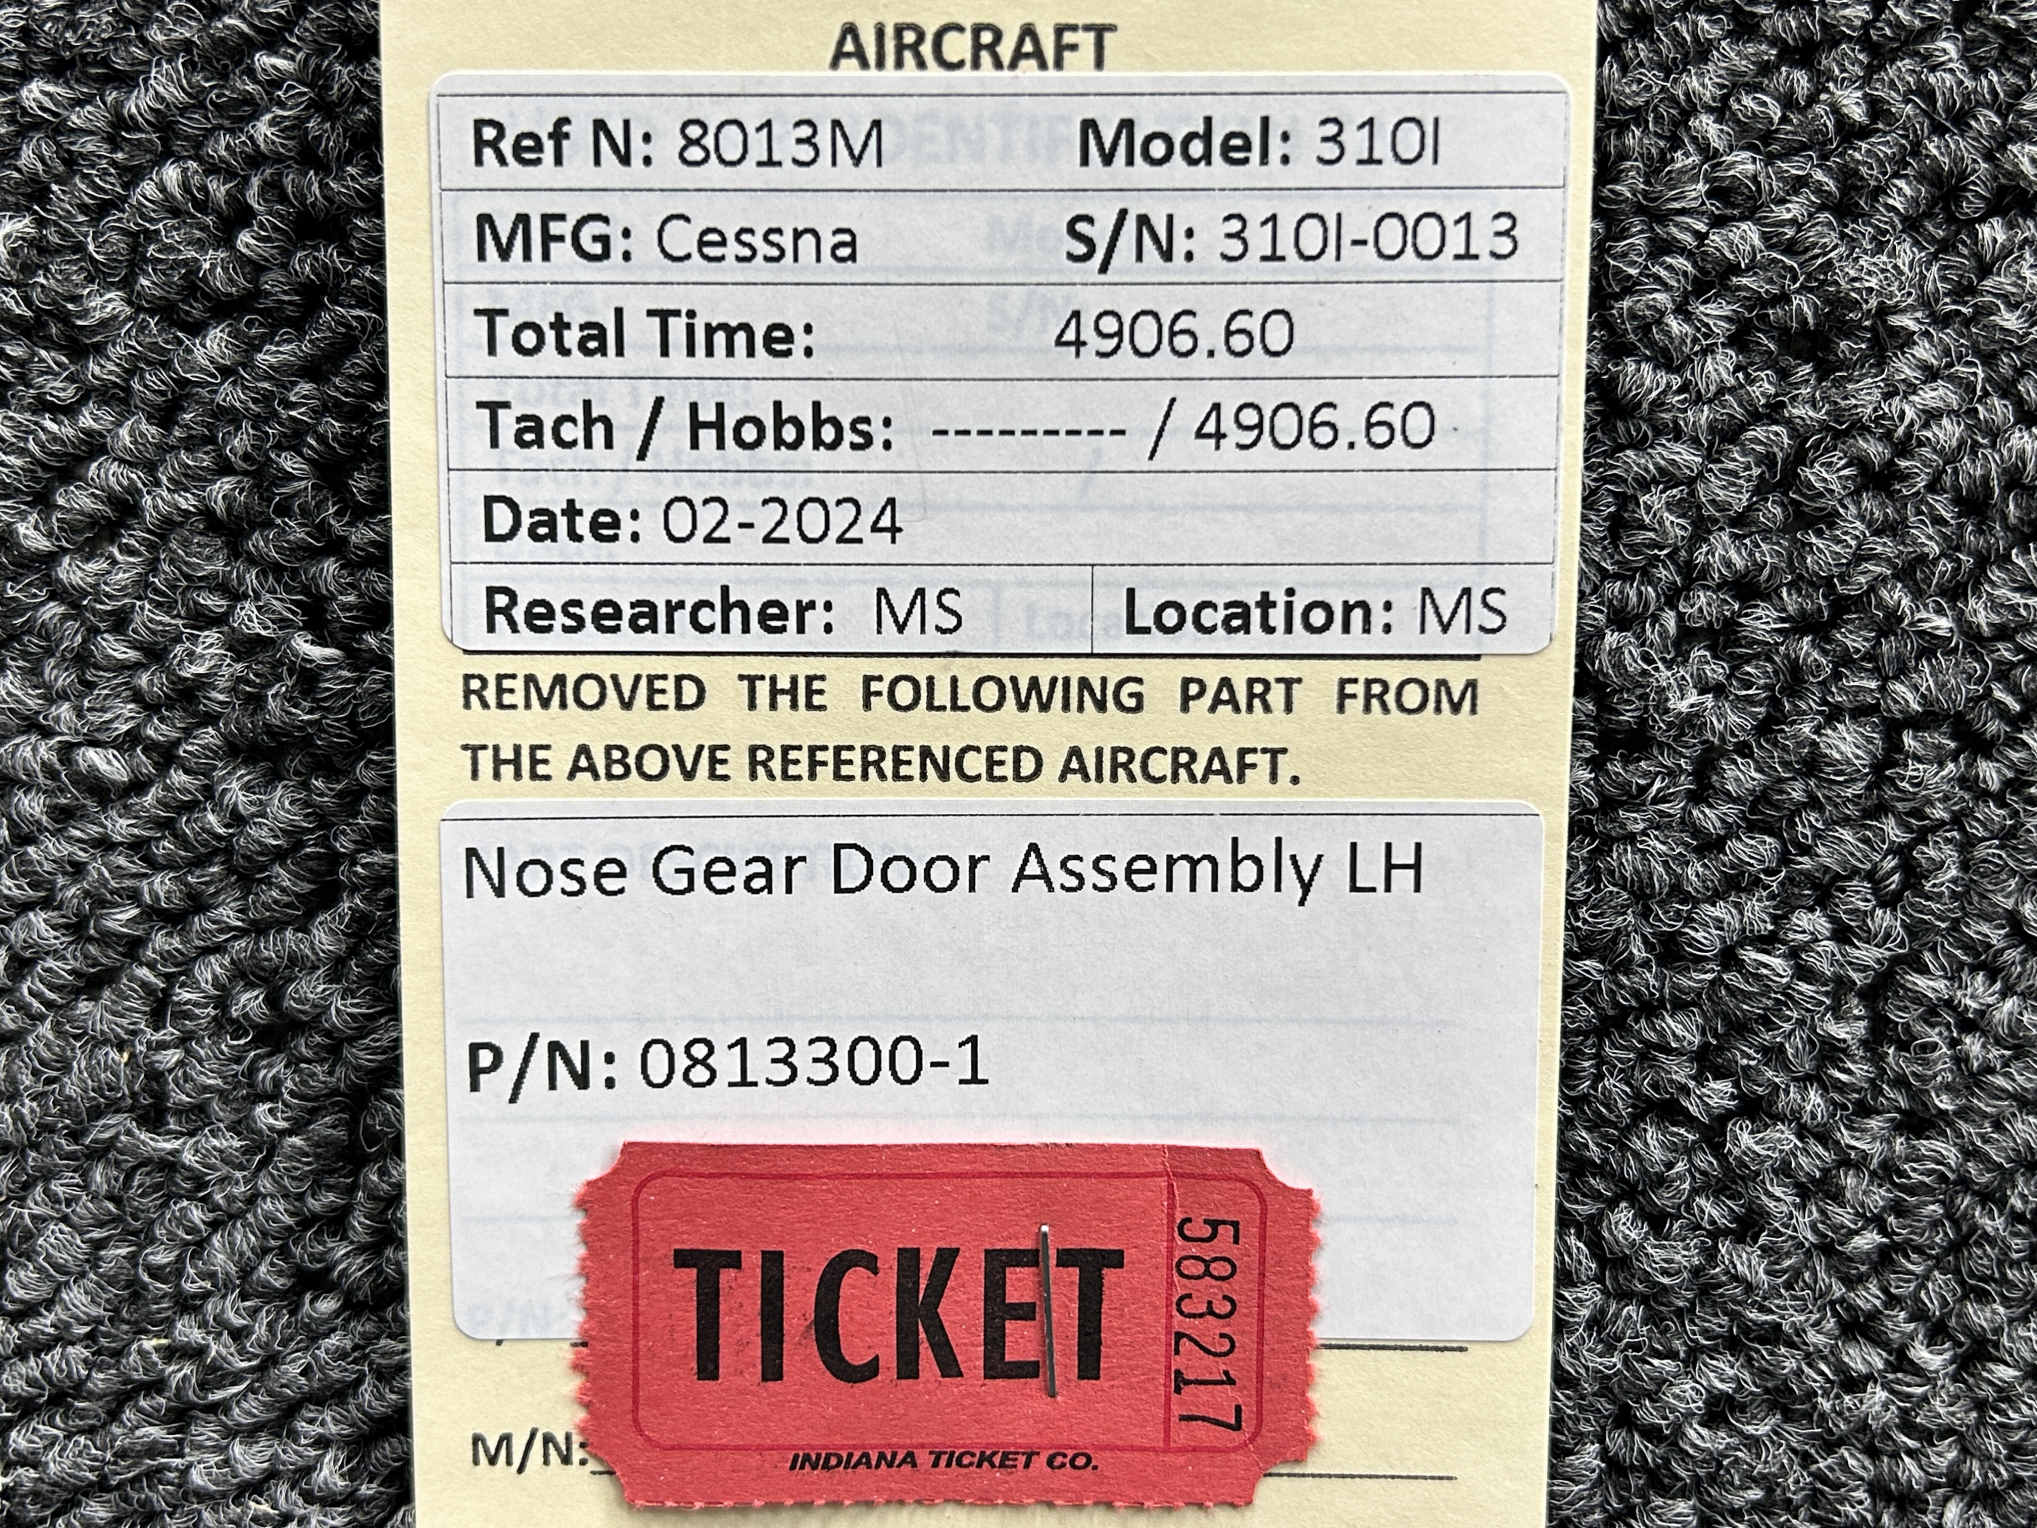 AIRCRAFT
Ref N: 8013M Model: 310I
MFG: Cessna S/N: 310I-0013
Total Time: 4906.60
Tach / Hobbs: --------- / 4906.60
Date: 02-2024
Researcher: MS Location: MS
REMOVED THE FOLLOWING PART FROM
THE ABOVE REFERENCED AIRCRAFT.
Nose Gear Door Assembly LH
P/N: 0813300-1
TICKET
583217
M/N:
INDIANA TICKET CO.